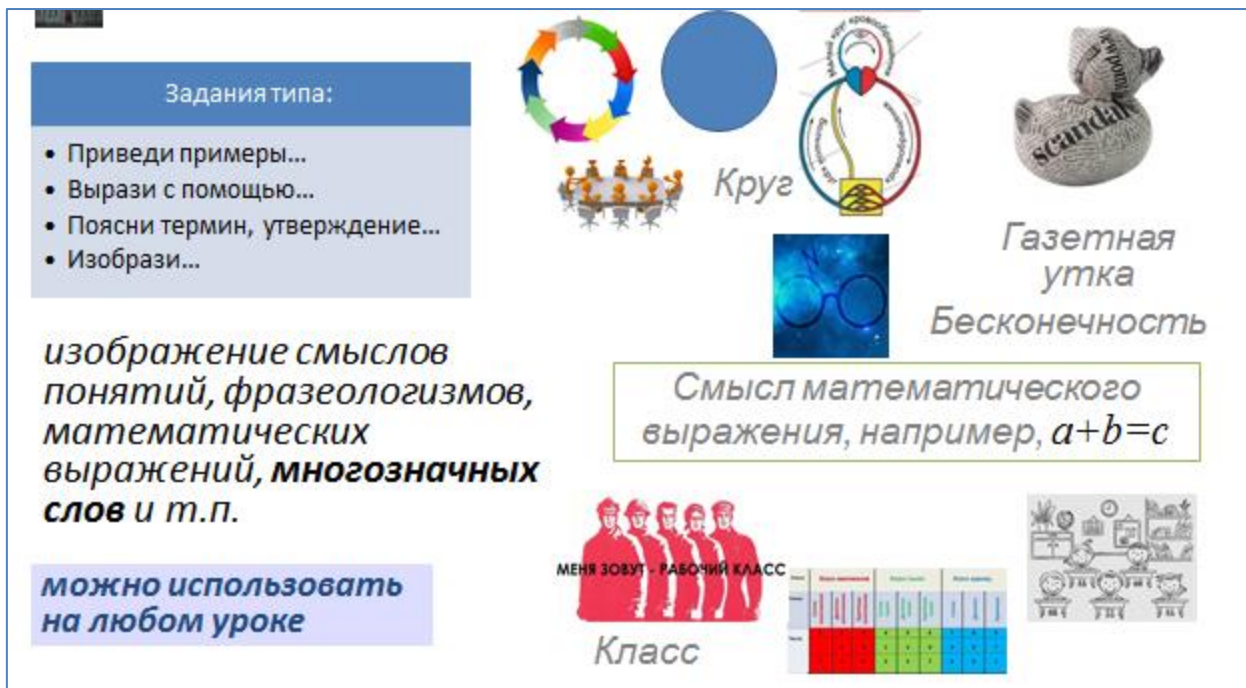 Задания типа:
• Приведи примеры...
• Вырази с помощью...
• Поясни термин, утверждение...
• Изобрази...
изображение смыслов
понятий, фразеологизмов,
математических
выражений, многозначных
слов и т.п.
можно использовать
на любом уроке
Круг
scandal
Газетная
утка
Бесконечность
Смысл математического
выражения, например, a+b=c
МЕНЯ ЗОВУТ - РАБОЧИЙ КЛАСС
Класс